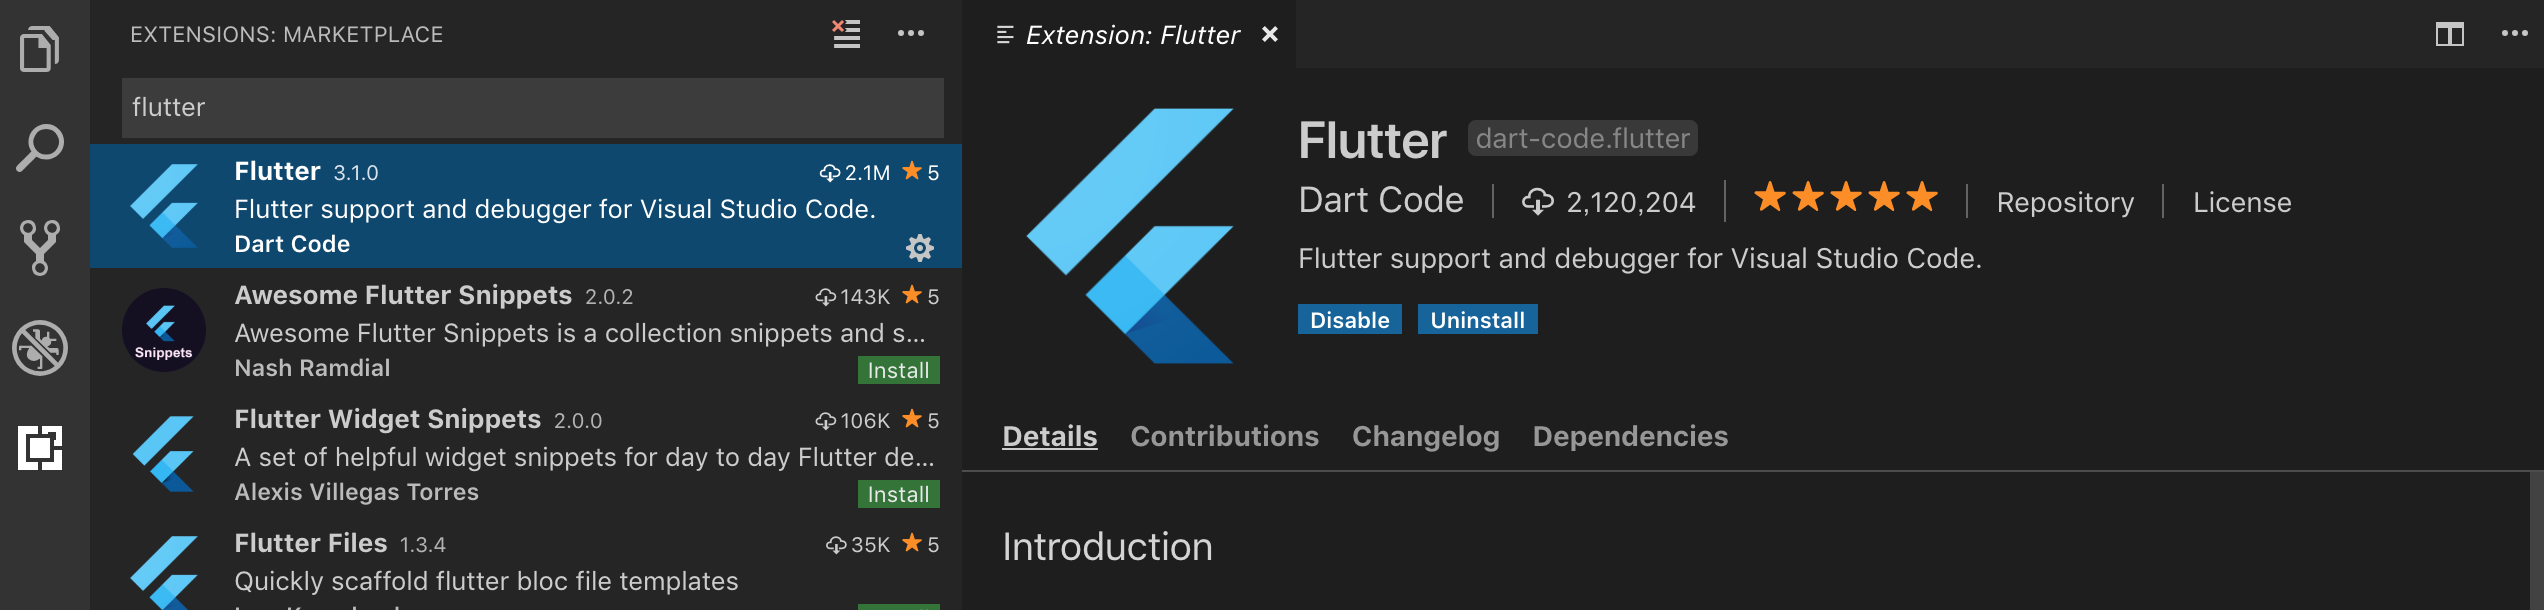 EXTENSIONS: MARKETPLACE
flutter
Flutter 3.1.0 2.1M 5
Flutter support and debugger for Visual Studio Code.
Dart Code
Awesome Flutter Snippets 2.0.2 143K 5
Awesome Flutter Snippets is a collection snippets and s...
Nash Ramdial Install
Snippets
Flutter Widget Snippets 2.0.0 106K 5
A set of helpful widget snippets for day to day Flutter de...
Alexis Villegas Torres Install
Flutter Files 1.3.4 35K 5
Quickly scaffold flutter bloc file templates
Extension: Flutter
Flutter dart-code.flutter
Dart Code 2,120,204 Repository License
Flutter support and debugger for Visual Studio Code.
Disable Uninstall
Details Contributions Changelog Dependencies
Introduction